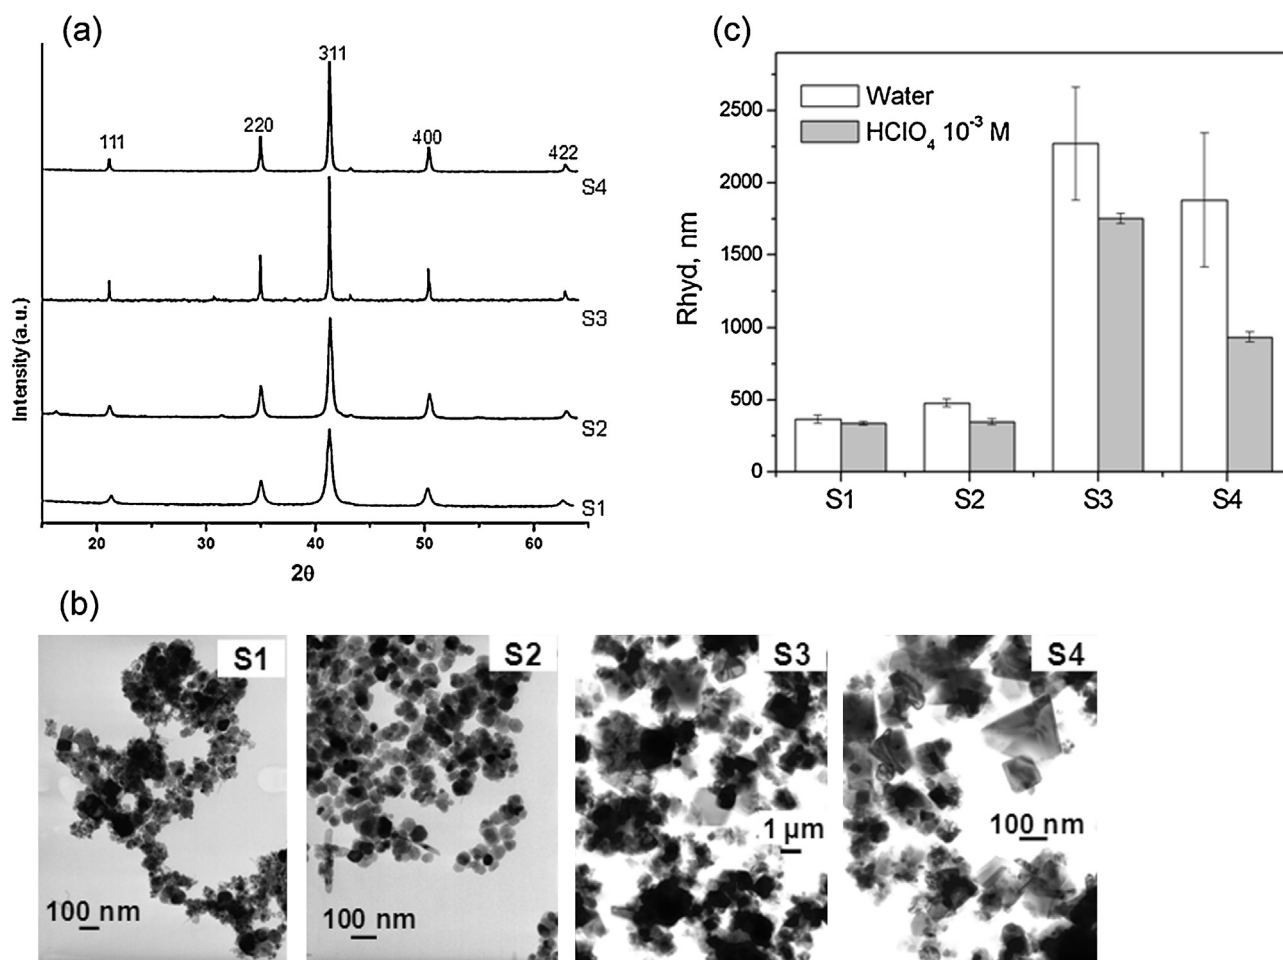 (a)
111
220
311
400
422
S4
S3
S2
S1
Intensity (a. u.)
20 30 40 50 60
2θ
(c)
Water
HClO₄ 10⁻³ M
Rhyd, nm
2500
2000
1500
1000
500
0
S1 S2 S3 S4
(b)
S1
100 nm
S2
100 nm
S3
1 µm
S4
100 nm